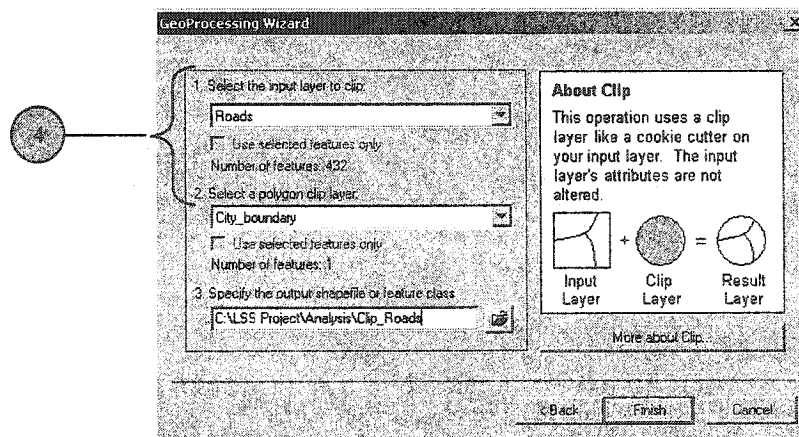 GeoProcessing Wizard
4
1. Select the input layer to clip:
Roads
Use selected features only
Number of features: 432
2. Select a polygon clip layer:
City_boundary
Use selected features only
Number of features: 1
3. Specify the output shapefile or feature class
C:\LSS Project\Analysis\Clip_Roads
About Clip
This operation uses a clip
layer like a cookie cutter on
your input layer. The input
layer's attributes are not
altered.
+
=
Input
Layer
Clip
Layer
Result
Layer
More about Clip...
< Back
Finish
Cancel